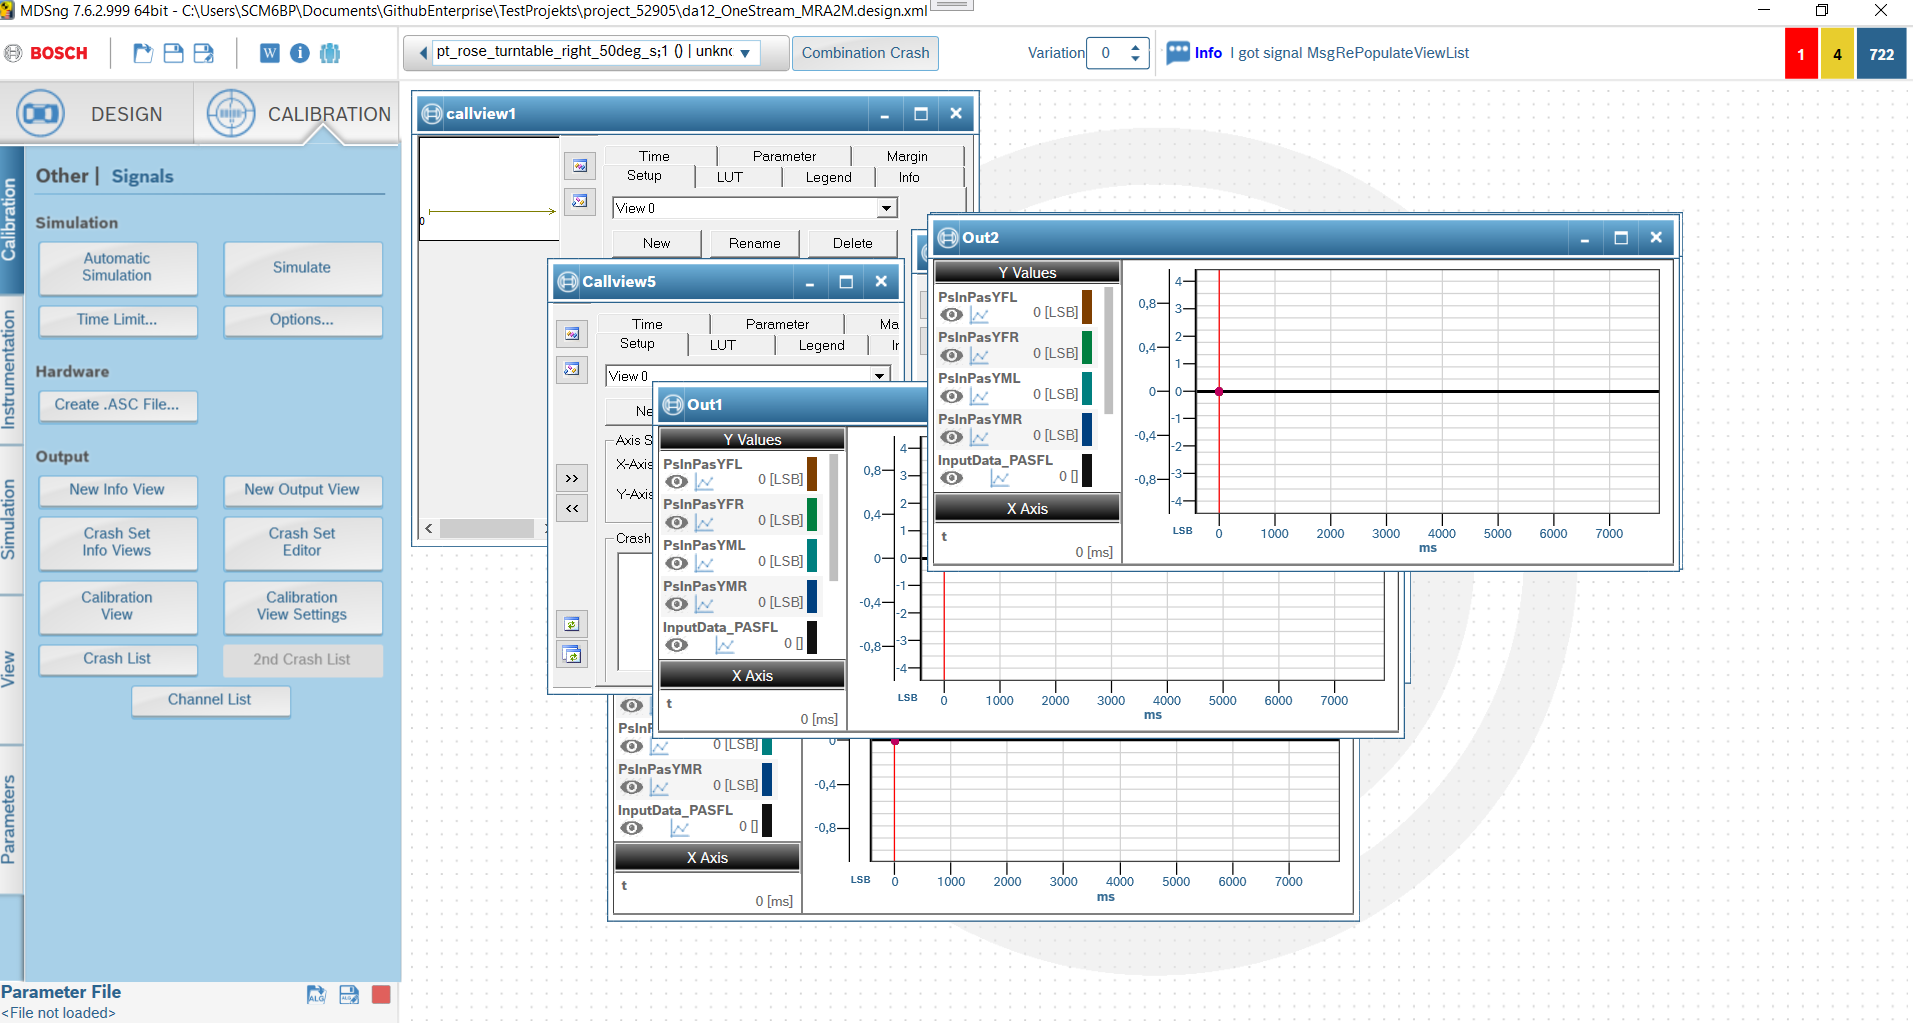 MDSng 7.6.2.999 64bit - C:\Users\SCM6BP\Documents\GithubEnterprise\TestProjekts\project_52905\da12_OneStream_MRA2M.design.xml
BOSCH
W
pt_rose_turntable_right_50deg_s;1 () | unkn
Combination Crash
Variation 0
Info I got signal MsgRePopulateViewList
1 4 722
DESIGN CALIBRATION
Calibration
Instrumentation
Simulation
View
Parameters
Other | Signals
Simulation
Automatic
Simulation
Simulate
Time Limit...
Options...
Hardware
Create .ASC File...
Output
New Info View
New Output View
Crash Set
Info Views
Crash Set
Editor
Calibration
View
Calibration
View Settings
Crash List
2nd Crash List
Channel List
Parameter File
ALG
<File not loaded>
callview1
0
Time Parameter Margin
Setup LUT Legend Info
View 0
New Rename Delete
<
Callview5
Time Parameter Ma
Setup LUT Legend
View 0
Ne
Axis S
X-Axis
Y-Axis
>>
<<
Crash
Out1
Y Values
PsInPasYFL
0 [LSB]
PsInPasYFR
0 [LSB]
PsInPasYML
0 [LSB]
PsInPasYMR
0 [LSB]
InputData_PASFL
0 []
X Axis
t
0 [ms]
0,8
0,4
0
-0,4
-0,8
4
3
2
1
0
-1
-2
-3
-4
LSB
0 1000 2000 3000 4000 5000 6000 7000
ms
Out2
Y Values
PsInPasYFL
0 [LSB]
PsInPasYFR
0 [LSB]
PsInPasYML
0 [LSB]
PsInPasYMR
0 [LSB]
InputData_PASFL
0 []
X Axis
t
0 [ms]
0,8
0,4
0
-0,4
-0,8
4
3
2
1
0
-1
-2
-3
-4
LSB
0 1000 2000 3000 4000 5000 6000 7000
ms
PsInP
0 [LSB]
PsInPasYMR
0 [LSB]
InputData_PASFL
0 []
X Axis
t
0 [ms]
0
-0,4
-0,8
LSB
0 1000 2000 3000 4000 5000 6000 7000
ms